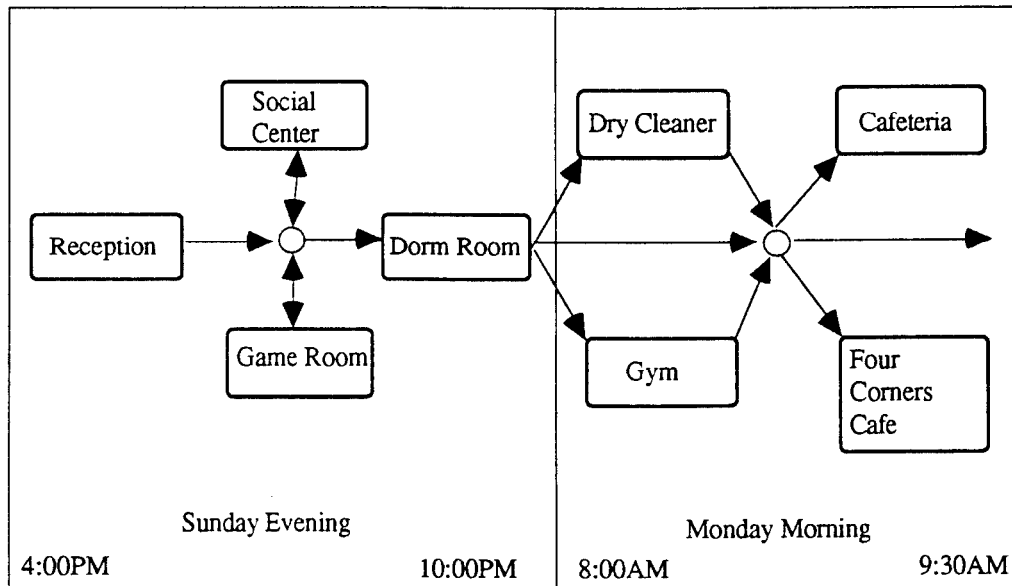 Social
Center
Dry Cleaner
Cafeteria
Reception
Dorm Room
Game Room
Gym
Four
Corners
Cafe
Sunday Evening
Monday Morning
4:00PM
10:00PM
8:00AM
9:30AM